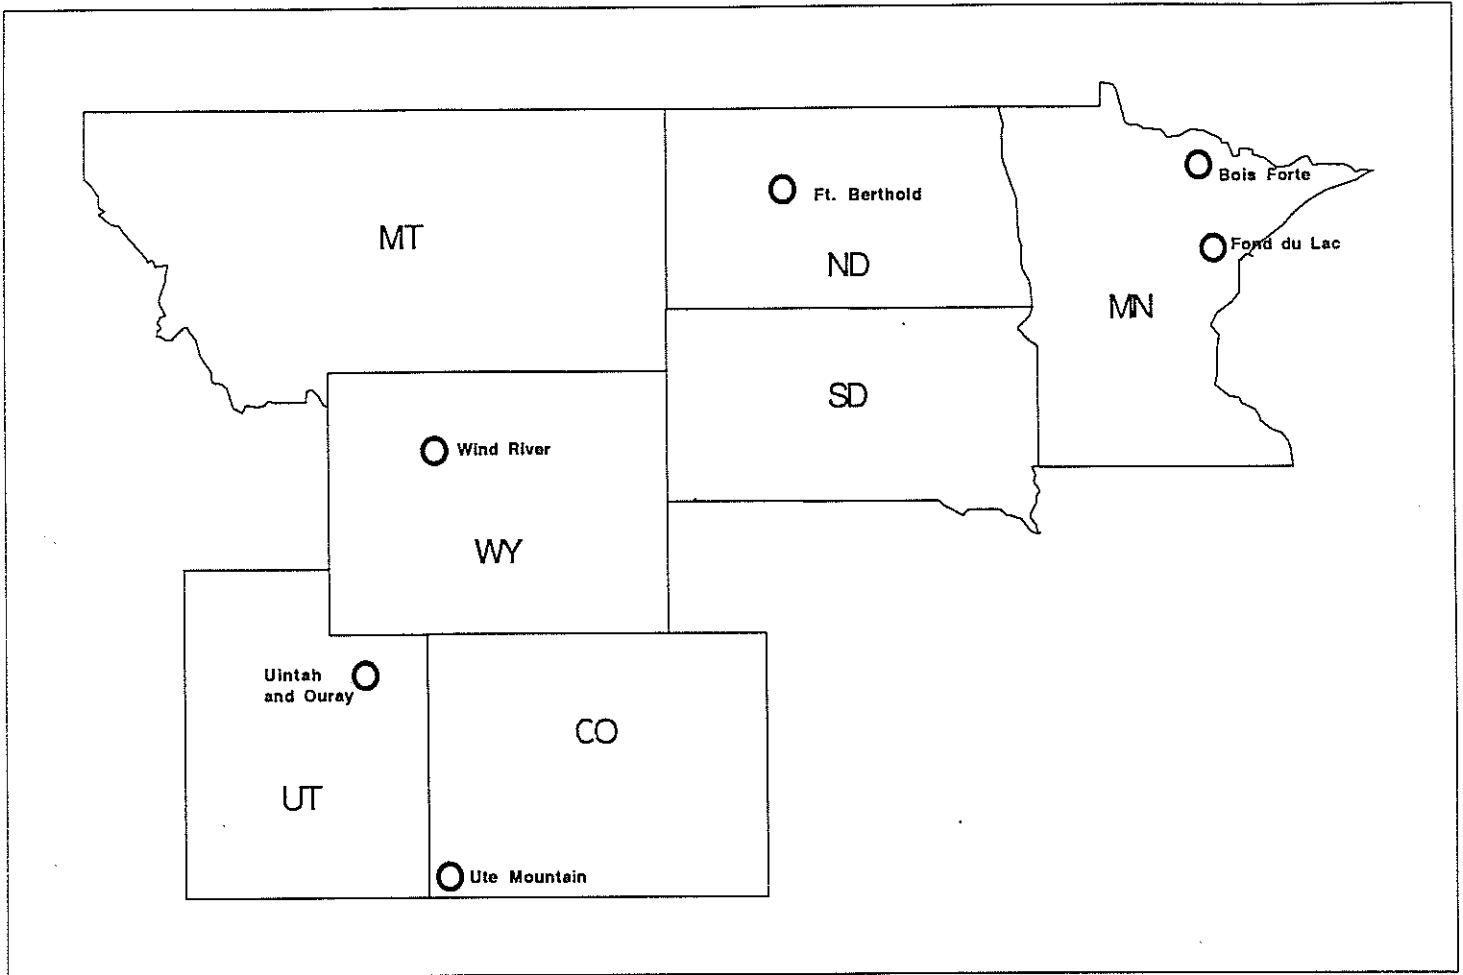 Bois Forte
Ft. Berthold
MT
Fond du Lac
ND
MN
SD
Wind River
WY
Uintah
and Ouray
CO
UT
Ute Mountain